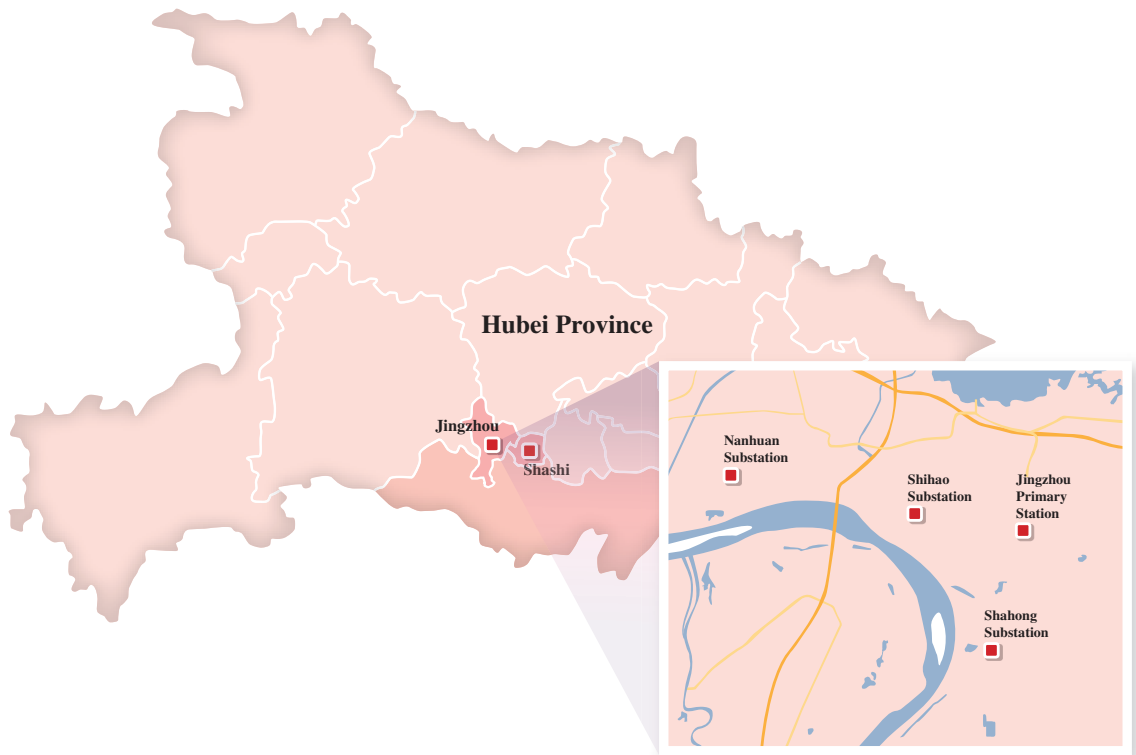 Hubei Province
Jingzhou
Shashi
Nanhuan
Substation
Shihao
Substation
Jingzhou
Primary
Station
Shahong
Substation